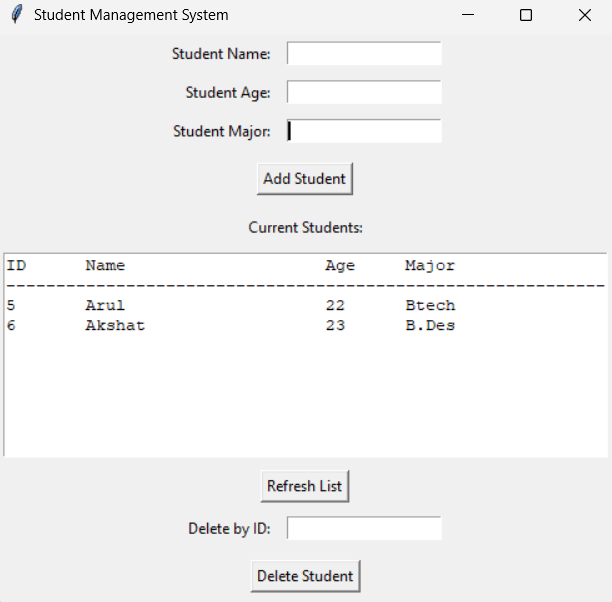 Student Management System
Student Name:
Student Age:
Student Major:
Add Student
Current Students:
ID Name Age Major
------------------------------------------------------------
5 Arul 22 Btech
6 Akshat 23 B.Des
Refresh List
Delete by ID:
Delete Student